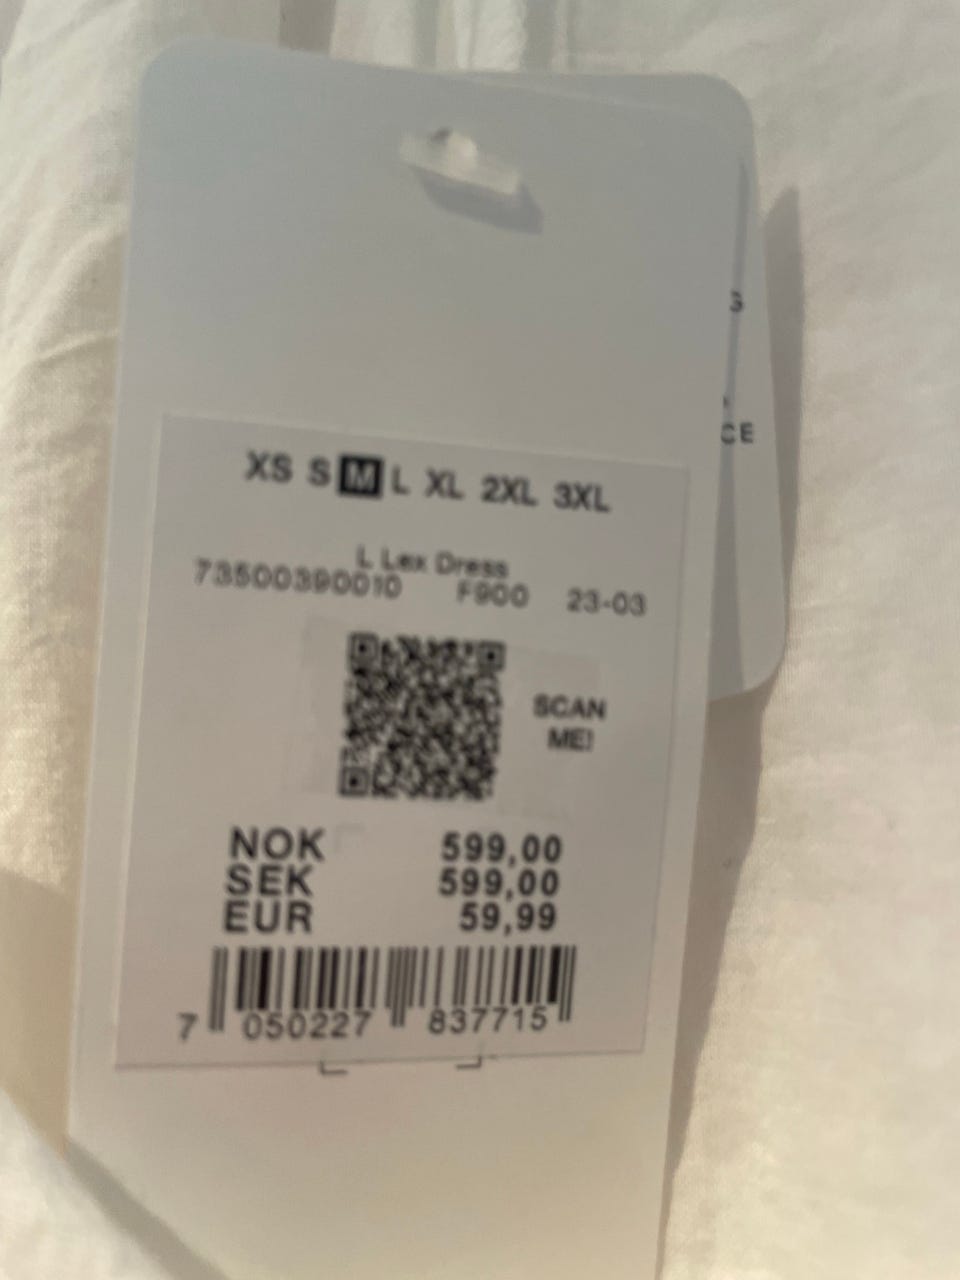 S
CE
XS S M L XL 2XL 3XL
L Lex Dress
73500390010 F900 23-03
SCAN
ME!
NOK 599,00
SEK 599,00
EUR 59,99
7 050227 837715